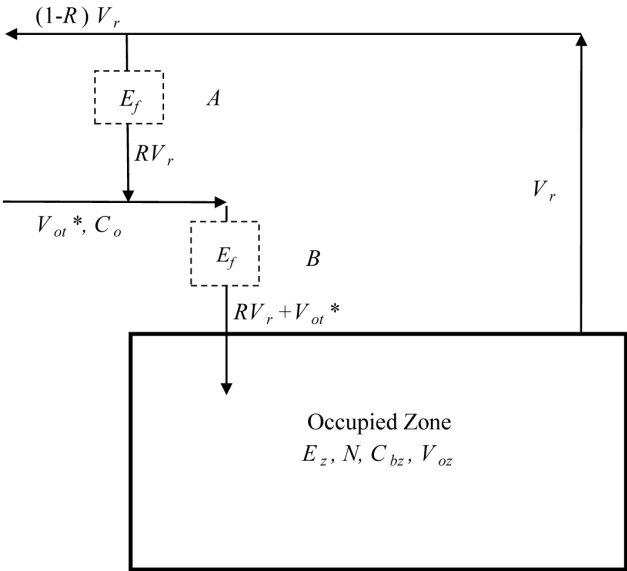 (1-R) Vr
Ef
A
RVr
Vr
Vot*, Co
Ef
B
RVr+Vot*
Occupied Zone
Ez, N, Cbz, Voz